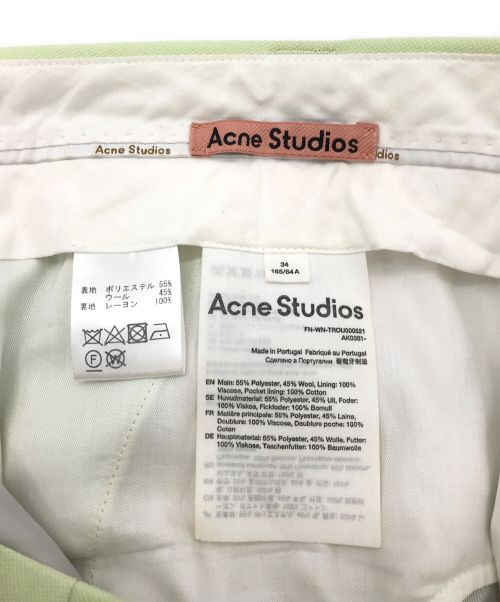 Acne Studios
Acne Studios
dios
表地 ポリエステル 55%
ウール 45%
裏地 レーヨン 100%
F
W
34
165/64A
Acne Studios
FN-WN-TROU000521
AK0381-
Made in Portugal Fabriqué au Portugal
Сделано в Португалии 葡萄牙制造
EN Main: 55% Polyester, 45% Wool, Lining: 100%
Viscose, Pocket lining: 100% Cotton
SE Huvudmaterial: 55% Polyester, 45% Ull, Foder:
100% Viskose, Fickfoder: 100% Bomull
FR Matière principale: 55% Polyester, 45% Laine,
Doublure: 100% Viscose, Daublure poche: 100%
Coton
DE Hauptmaterial: 55% Polyester, 45% Wolle, Futter:
100% Viskose, Taschenfutter: 100% Baumwolle